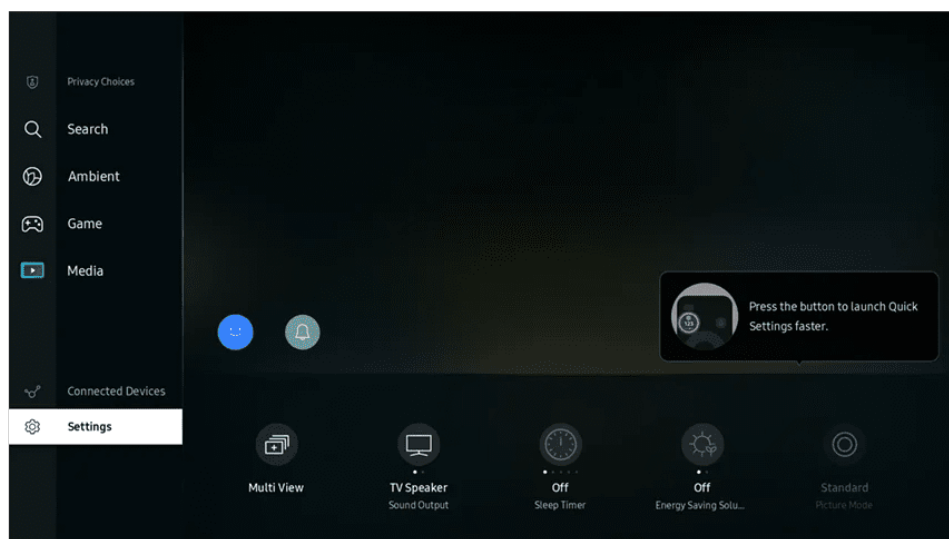 Privacy Choices
Search
Ambient
Game
Media
Connected Devices
Settings
Press the button to launch Quick
Settings faster.
123
Multi View
TV Speaker
Sound Output
Off
Sleep Timer
Off
Energy Saving Solu...
Standard
Picture Mode